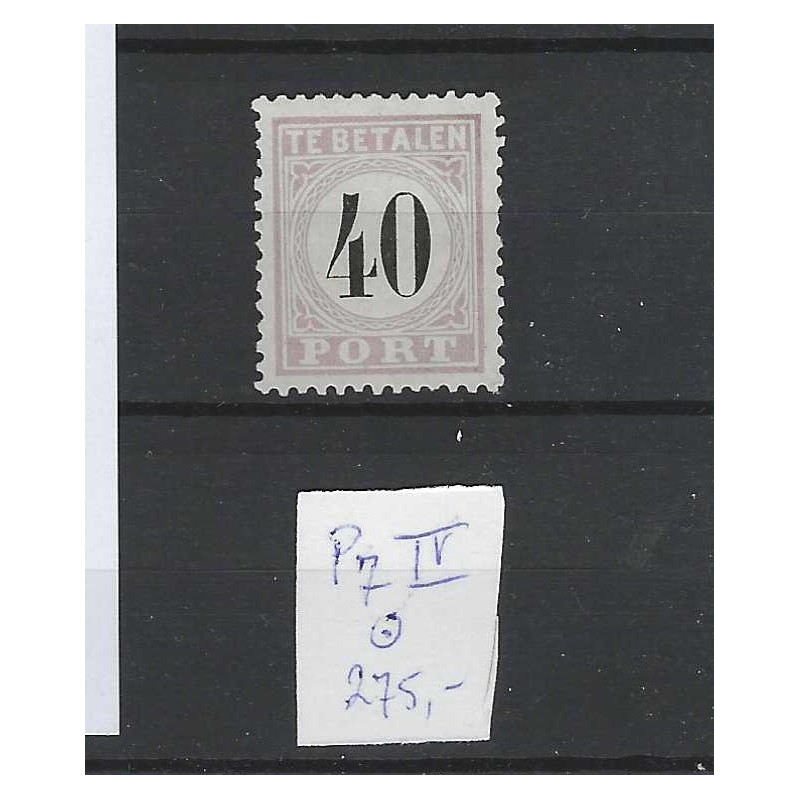 TE BETALEN
40
PORT
P7 IV
275,-